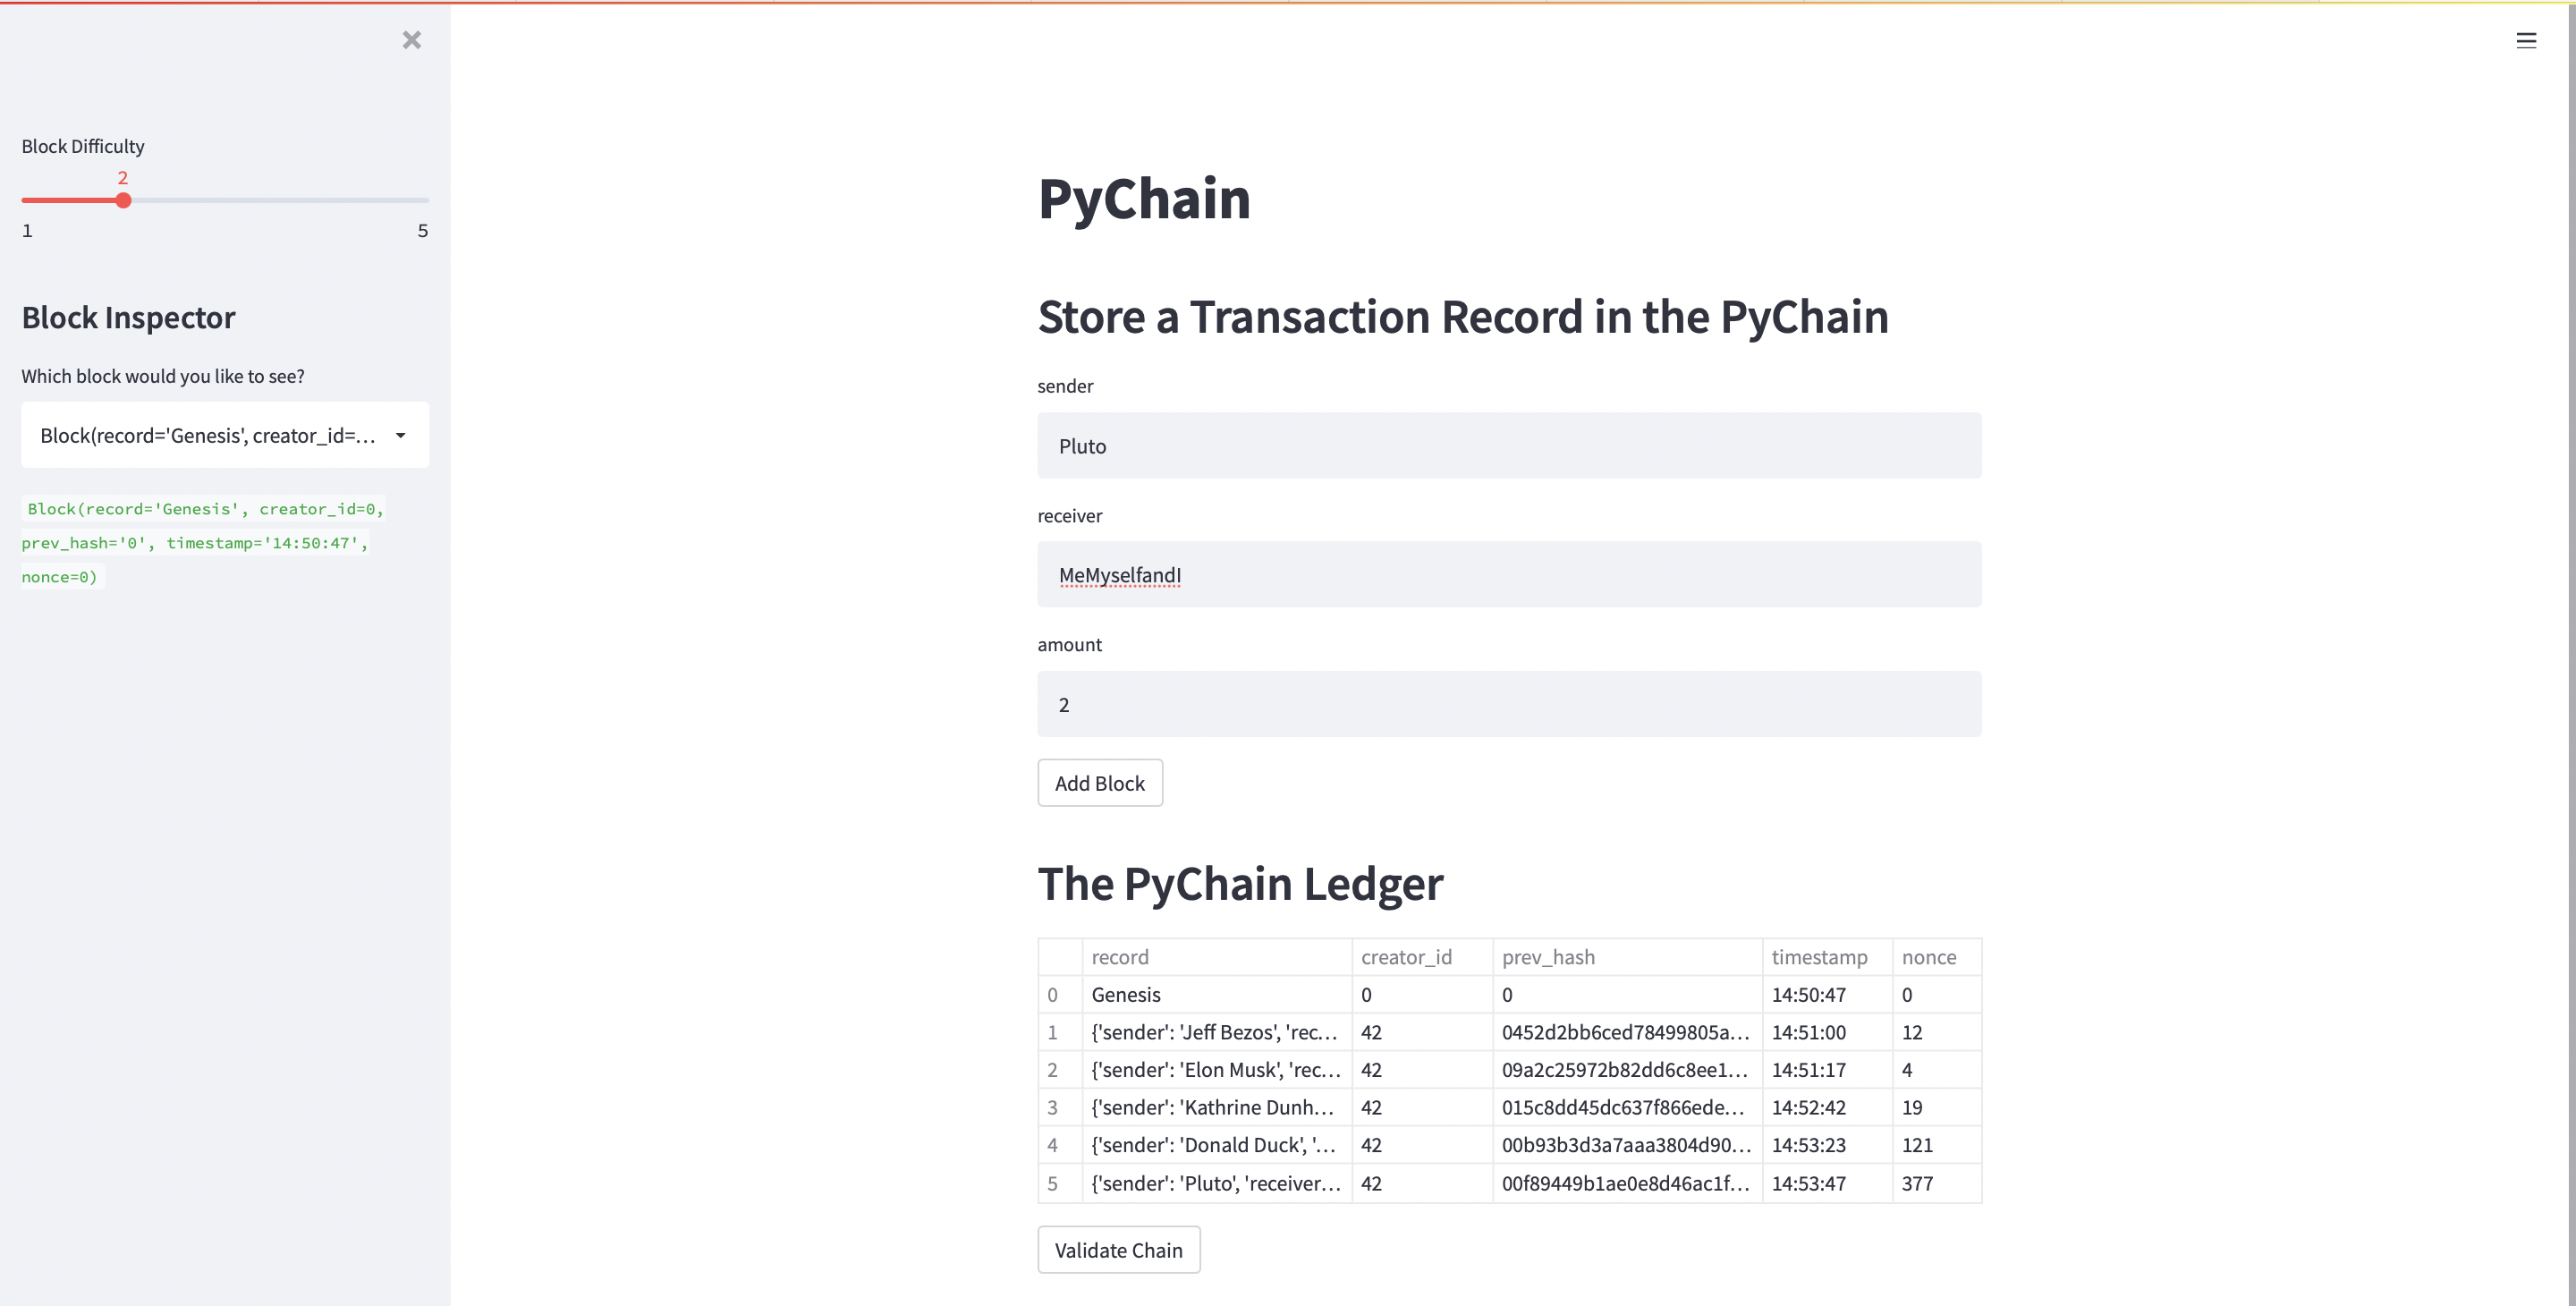 Block Difficulty
2
1 5
Block Inspector
Which block would you like to see?
Block(record='Genesis', creator_id=...
Block(record='Genesis', creator_id=0,
prev_hash='0', timestamp='14:50:47',
nonce=0)
PyChain
Store a Transaction Record in the PyChain
sender
Pluto
receiver
MeMyselfandI
amount
2
Add Block
The PyChain Ledger
record creator_id prev_hash timestamp nonce
0 Genesis 0 0 14:50:47 0
1 {'sender': 'Jeff Bezos', 'rec... 42 0452d2bb6ced78499805a... 14:51:00 12
2 {'sender': 'Elon Musk', 'rec... 42 09a2c25972b82dd6c8ee1... 14:51:17 4
3 {'sender': 'Kathrine Dunh... 42 015c8dd45dc637f866ede... 14:52:42 19
4 {'sender': 'Donald Duck', '... 42 00b93b3d3a7aaa3804d90... 14:53:23 121
5 {'sender': 'Pluto', 'receiver... 42 00f89449b1ae0e8d46ac1f... 14:53:47 377
Validate Chain